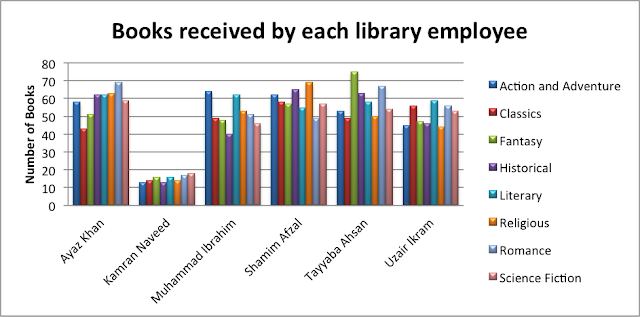 Books received by each library employee
Number of Books
80
70
60
50
40
30
20
10
0
Ayaz Khan
Kamran Naveed
Muhammad Ibrahim
Shamim Afzal
Tayyaba Ahsan
Uzair Ikram
Action and Adventure
Classics
Fantasy
Historical
Literary
Religious
Romance
Science Fiction